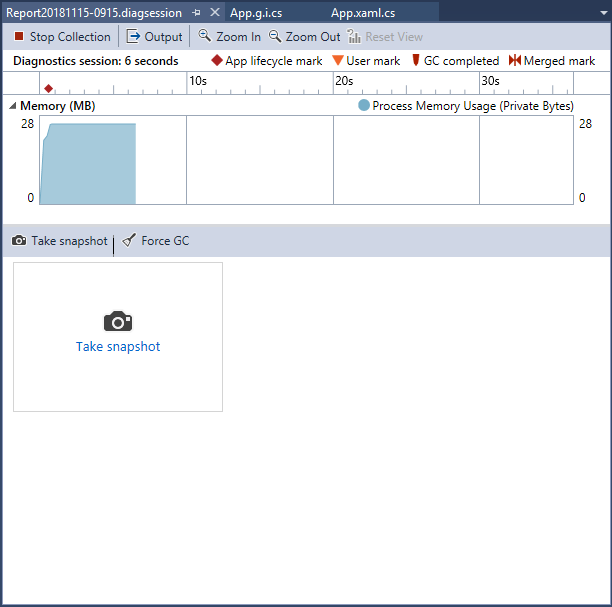 Report20181115-0915.diagsession App.g.i.cs App.xaml.cs
Stop Collection Output Zoom In Zoom Out Reset View
Diagnostics session: 6 seconds App lifecycle mark User mark GC completed Merged mark
10s 20s 30s
Memory (MB) Process Memory Usage (Private Bytes)
28 28
0 0
Take snapshot Force GC
Take snapshot